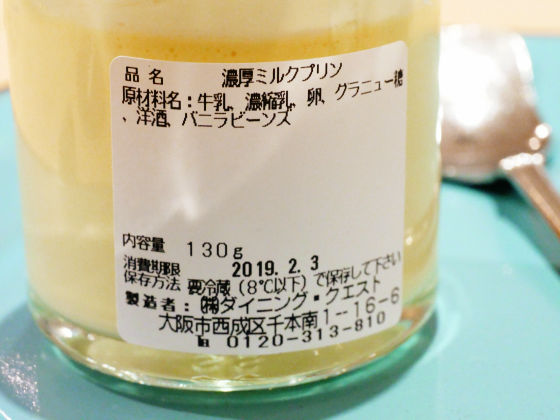 品名 濃厚ミルクプリン
原材料名：牛乳、濃縮乳、卵、グラニュー糖
、洋酒、バニラビーンズ
内容量 130g
消費期限 2019.2.3
保存方法 要冷蔵（8℃以下）で保存して下さい
製造者：㈱ダイニング・クエスト
大阪市西成区千本南1-16-6
℡ 0120-313-810